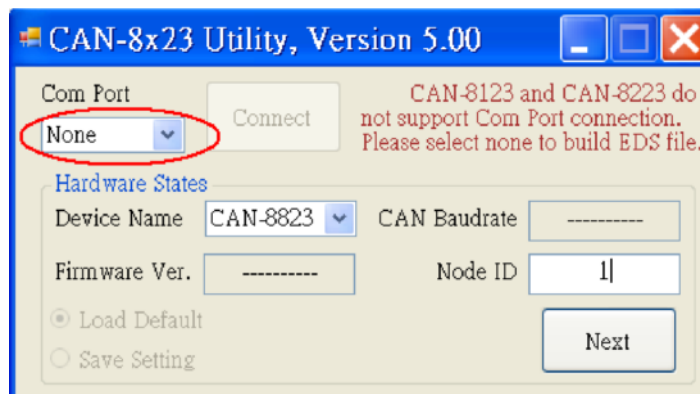 CAN-8x23 Utility, Version 5.00
Com Port
None
Connect
CAN-8123 and CAN-8223 do
not support Com Port connection.
Please select none to build EDS file.
Hardware States
Device Name CAN-8823 CAN Baudrate ----------
Firmware Ver. ---------- Node ID 1
Load Default
Save Setting
Next